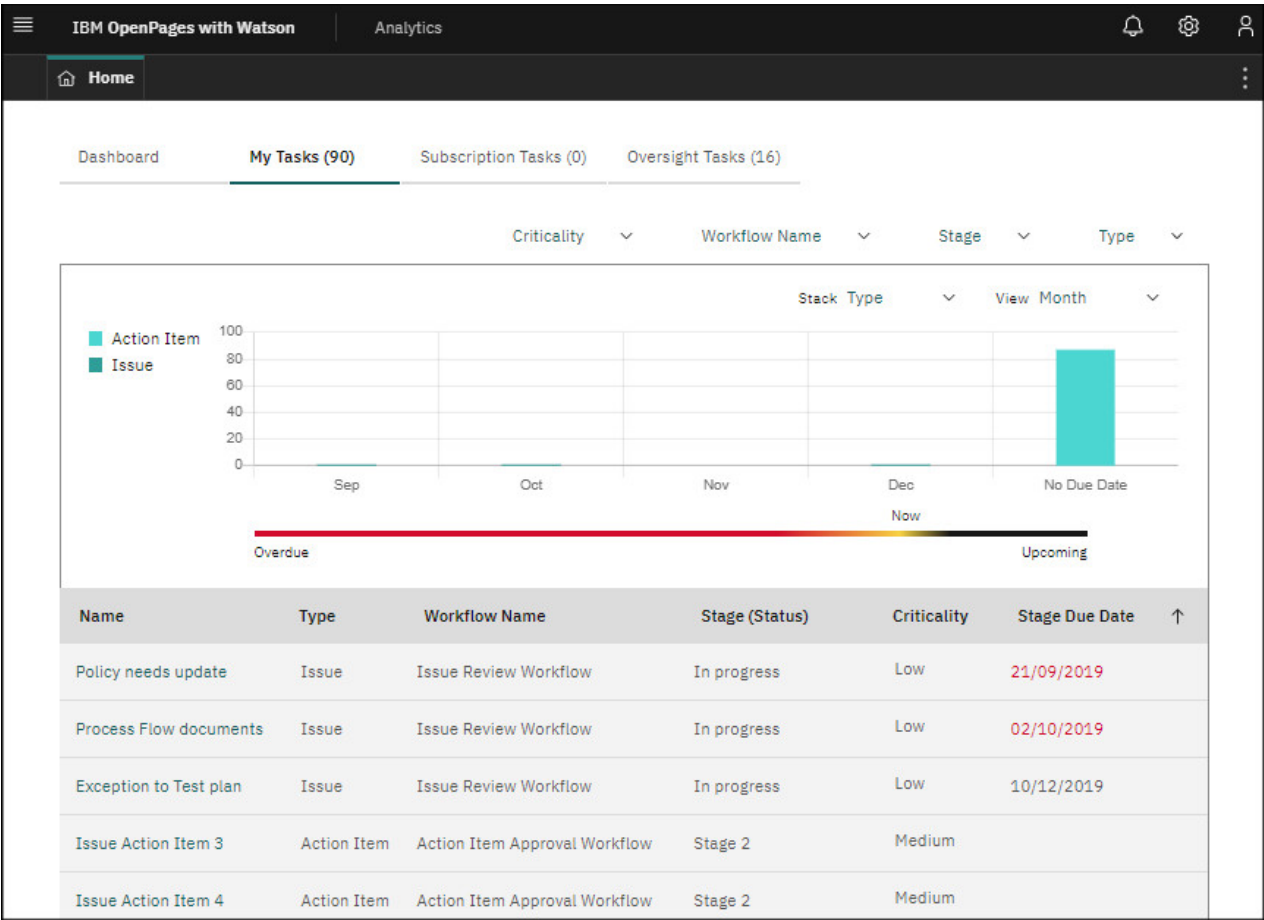 IBM OpenPages with Watson Analytics
Home
Dashboard My Tasks (90) Subscription Tasks (0) Oversight Tasks (16)
Criticality Workflow Name Stage Type
Stack Type View Month
Action Item
Issue
100
80
60
40
20
0
Sep Oct Nov Dec No Due Date
Now
Overdue Upcoming
Name Type Workflow Name Stage (Status) Criticality Stage Due Date
Policy needs update Issue Issue Review Workflow In progress Low 21/09/2019
Process Flow documents Issue Issue Review Workflow In progress Low 02/10/2019
Exception to Test plan Issue Issue Review Workflow In progress Low 10/12/2019
Issue Action Item 3 Action Item Action Item Approval Workflow Stage 2 Medium
Issue Action Item 4 Action Item Action Item Approval Workflow Stage 2 Medium